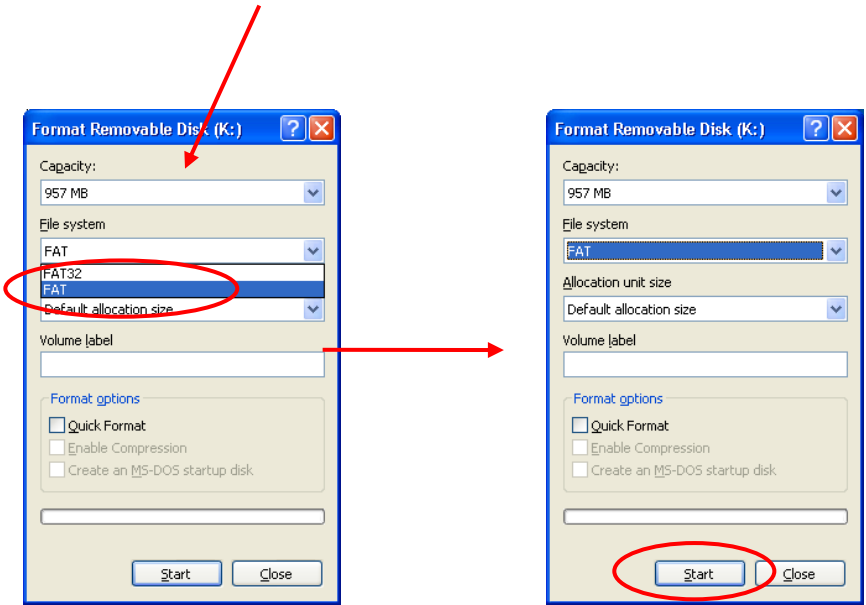 Format Removable Disk (K:)
Capacity:
957 MB
File system
FAT
FAT32
FAT
Default allocation size
Volume label
Format options
Quick Format
Enable Compression
Create an MS-DOS startup disk
Start
Close
Format Removable Disk (K:)
Capacity:
957 MB
File system
FAT
Allocation unit size
Default allocation size
Volume label
Format options
Quick Format
Enable Compression
Create an MS-DOS startup disk
Start
Close